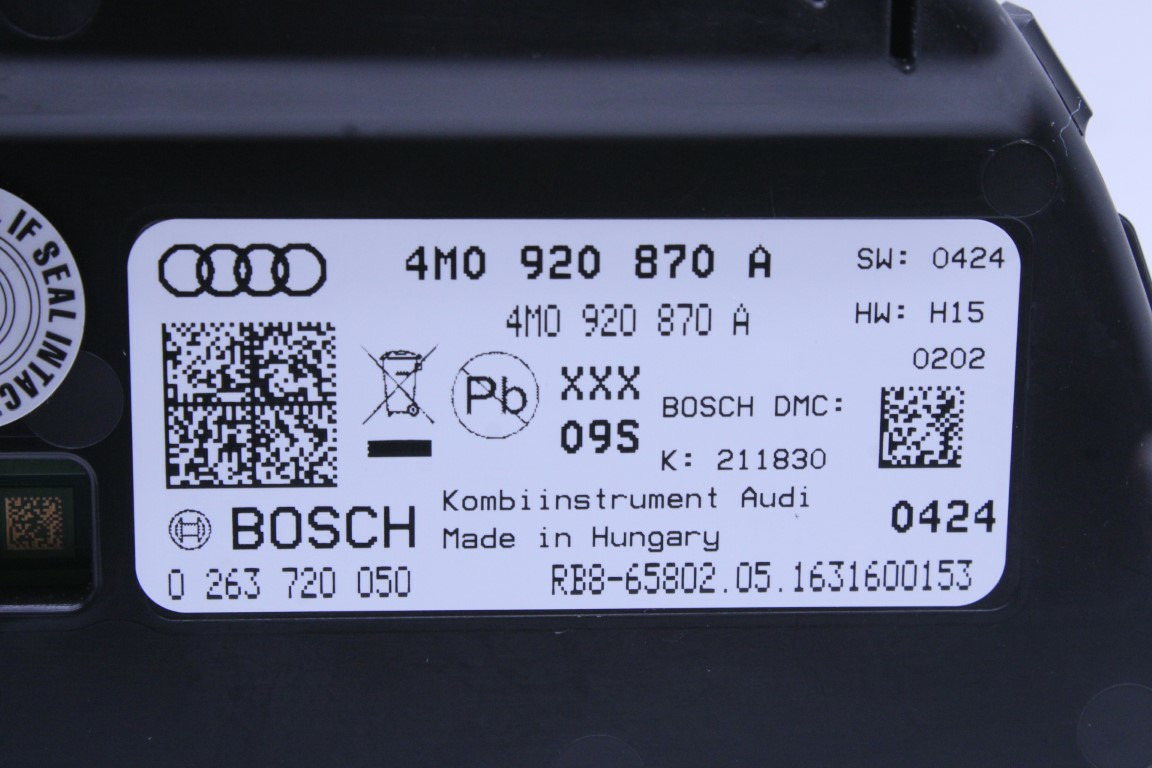 IF SEAL INTAC
4M0 920 870 A
SW: 0424
4M0 920 870 A
HW: H15
0202
Pb
XXX
09S
BOSCH DMC:
K: 211830
Kombiinstrument Audi
Made in Hungary
0424
BOSCH
0 263 720 050
RB8-65802.05.1631600153